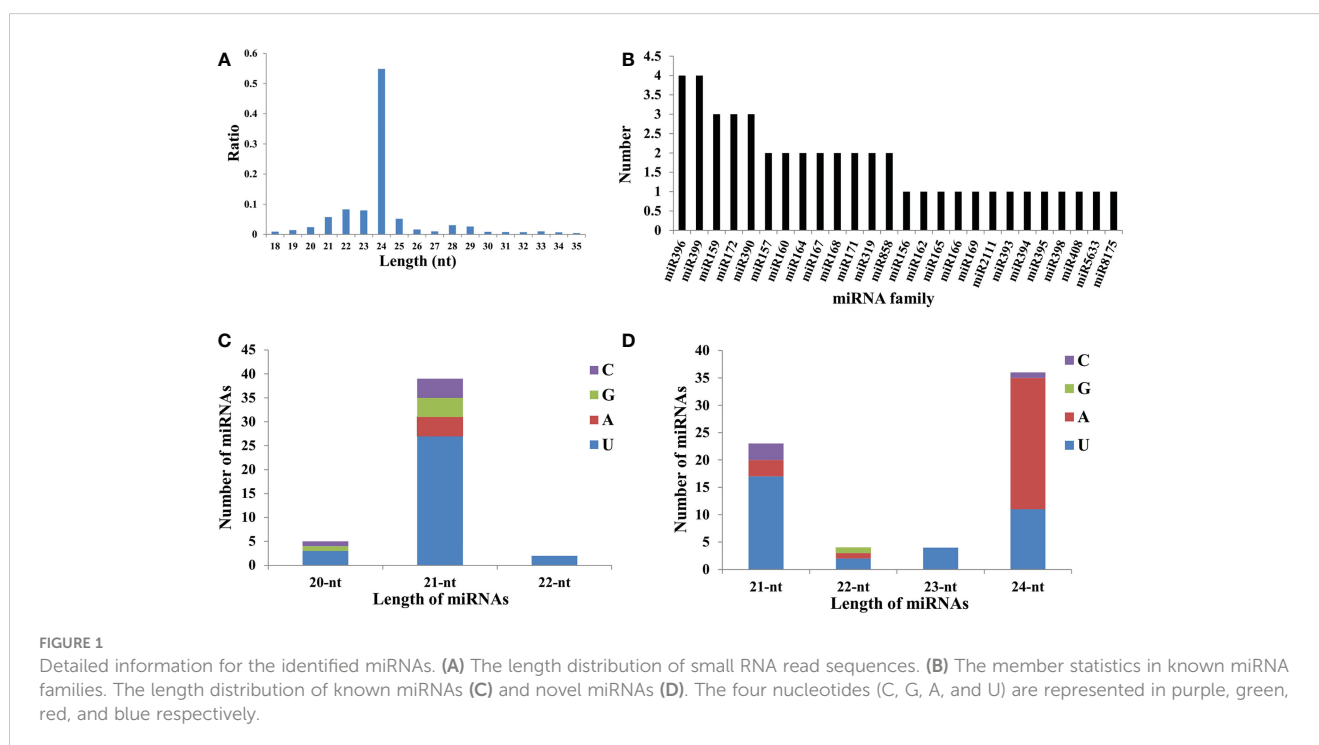 A
0.6
0.5
0.4
0.3
0.2
0.1
0
Ratio
18 19 20 21 22 23 24 25 26 27 28 29 30 31 32 33 34 35
Length (nt)
B
4.5
4
3.5
3
2.5
2
1.5
1
0.5
0
Number
miR396 miR399 miR159 miR172 miR390 miR157 miR160 miR164 miR167 miR168 miR171 miR319 miR858 miR156 miR162 miR165 miR166 miR169 miR2111 miR393 miR394 miR395 miR398 miR408 miR5633 miR8175
miRNA family
C
45
40
35
30
25
20
15
10
5
0
Number of miRNAs
20-nt 21-nt 22-nt
Length of miRNAs
C
G
A
U
D
40
35
30
25
20
15
10
5
0
Number of miRNAs
21-nt 22-nt 23-nt 24-nt
Length of miRNAs
C
G
A
U
FIGURE 1
Detailed information for the identified miRNAs. (A) The length distribution of small RNA read sequences. (B) The member statistics in known miRNA
families. The length distribution of known miRNAs (C) and novel miRNAs (D). The four nucleotides (C, G, A, and U) are represented in purple, green,
red, and blue respectively.